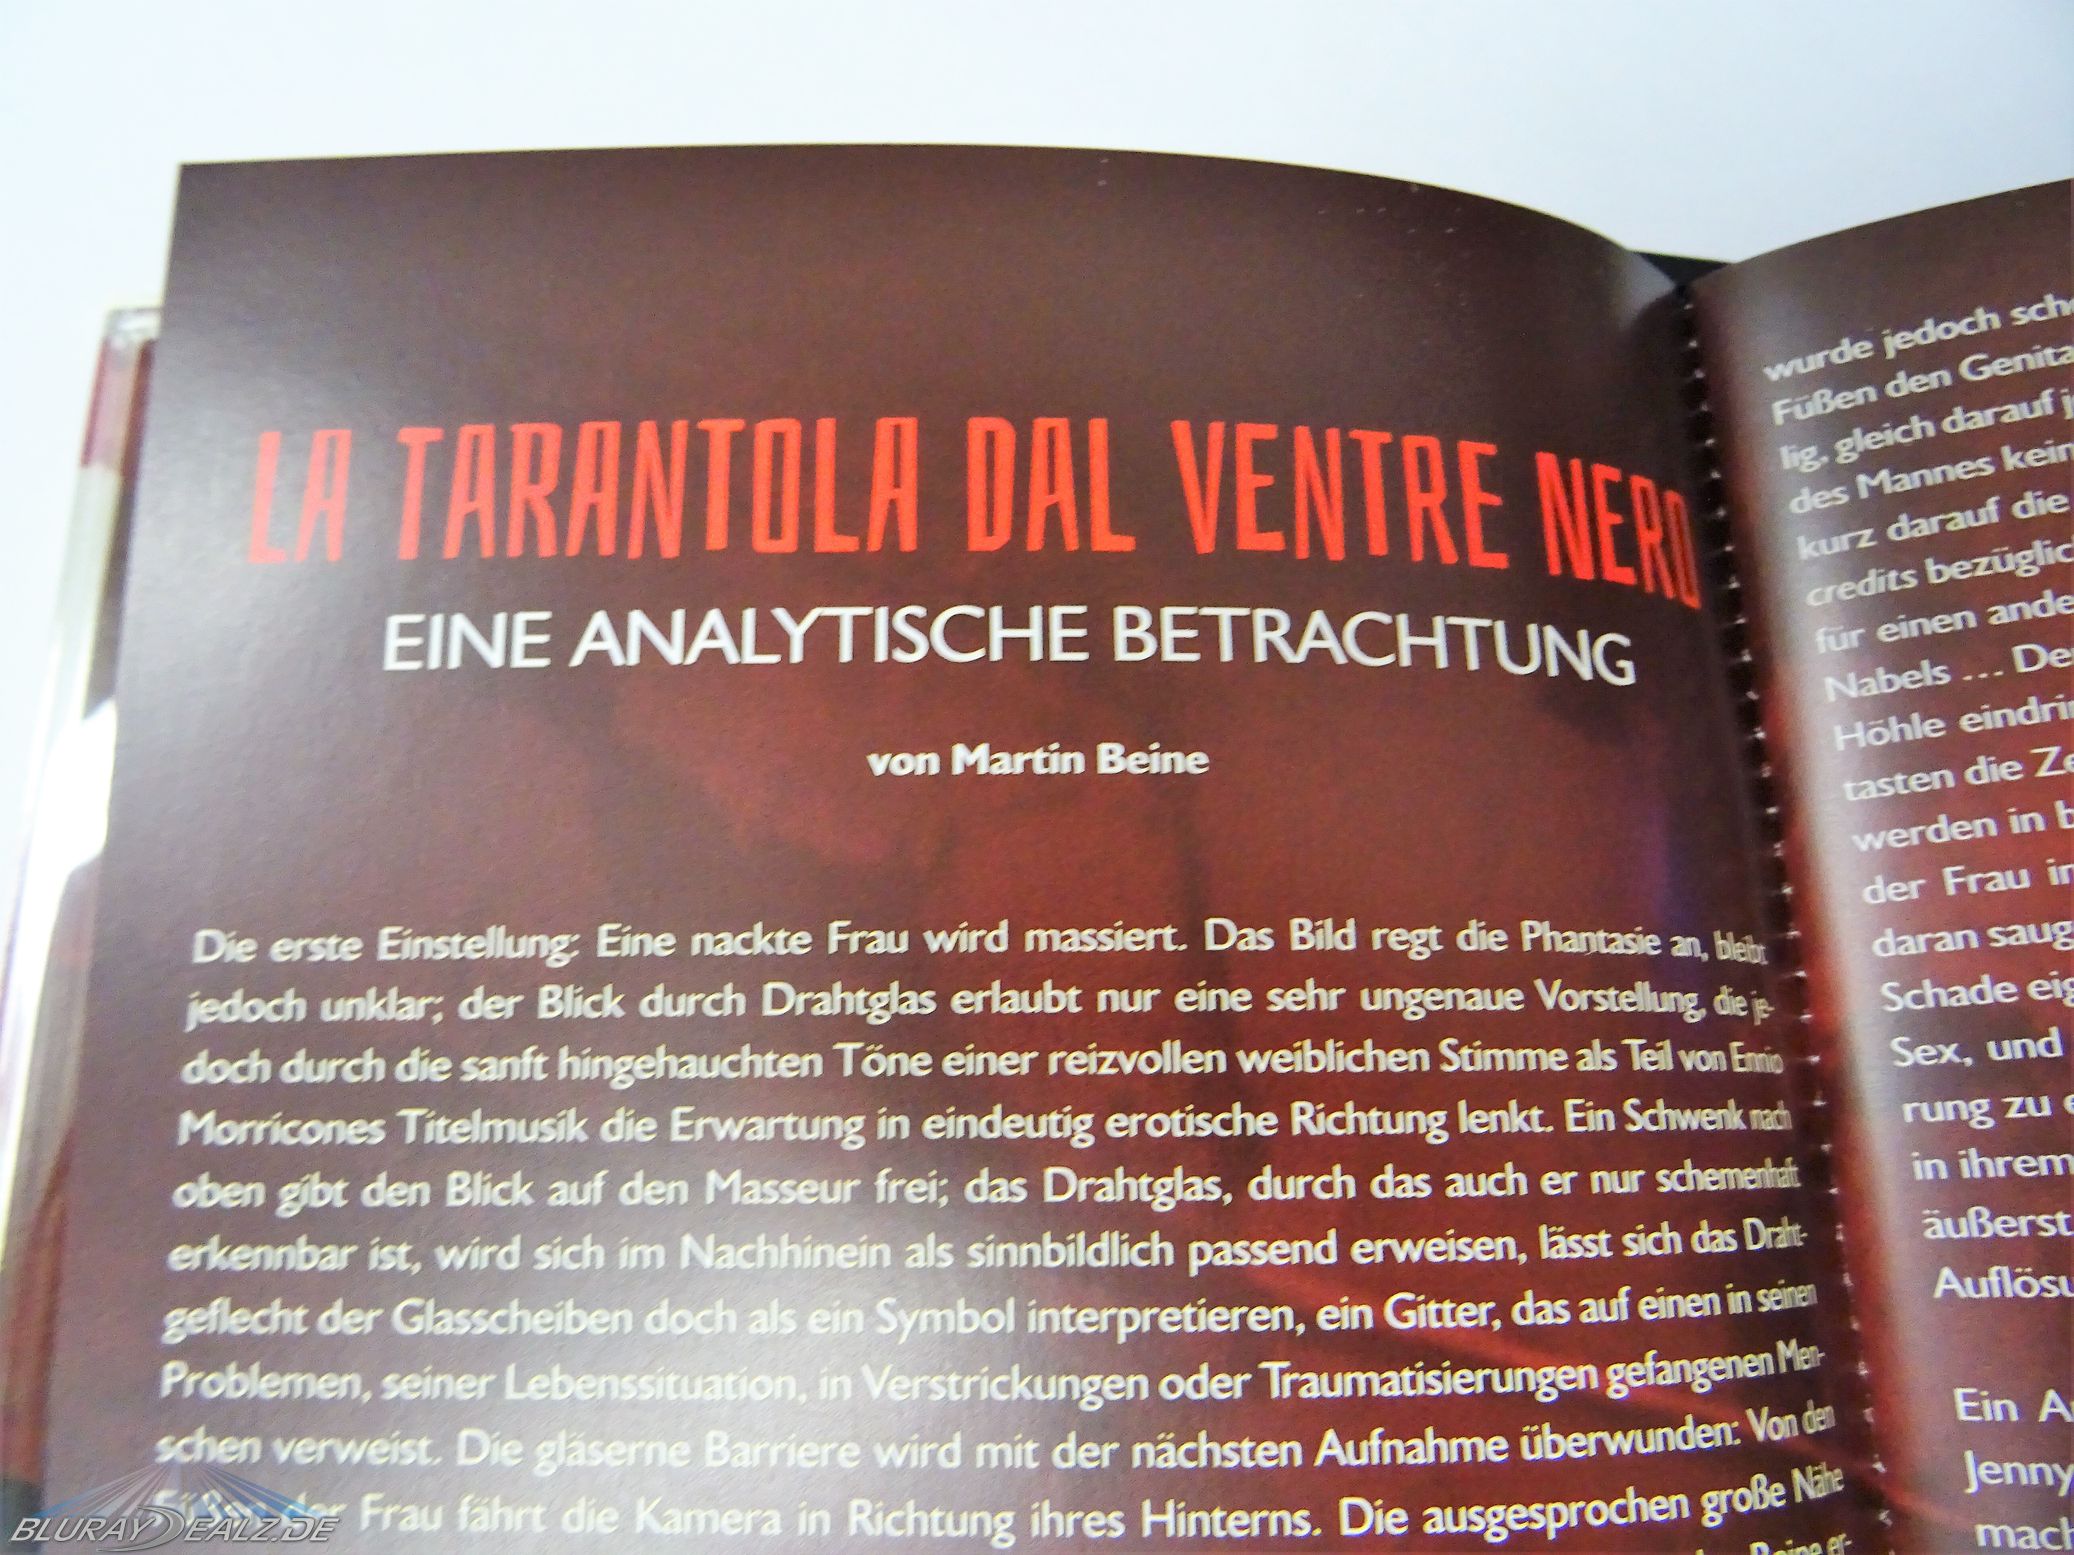 LA TARANTOLA DAL VENTRE NERO
EINE ANALYTISCHE BETRACHTUNG
von Martin Beine
Die erste Einstellung: Eine nackte Frau wird massiert. Das Bild regt die Phantasie an, bleibt
jedoch unklar; der Blick durch Drahtglas erlaubt nur eine sehr ungenaue Vorstellung, die je-
doch durch die sanft hingehauchten Töne einer reizvollen weiblichen Stimme als Teil von Ennio
Morricones Titelmusik die Erwartung in eindeutig erotische Richtung lenkt. Ein Schwenk nach
oben gibt den Blick auf den Masseur frei; das Drahtglas, durch das auch er nur schemenhaft
erkennbar ist, wird sich im Nachhinein als sinnbildlich passend erweisen, lässt sich das Draht-
geflecht der Glasscheiben doch als ein Symbol interpretieren, ein Gitter, das auf einen in seinen
Problemen, seiner Lebenssituation, in Verstrickungen oder Traumatisierungen gefangenen Men-
schen verweist. Die gläserne Barriere wird mit der nächsten Aufnahme überwunden: Von den
Füßen der Frau fährt die Kamera in Richtung ihres Hinterns. Die ausgesprochen große Nähe
Beine er-
wurde jedoch
Füßen den
lig, gleich darauf
des Mannes
kurz darauf die
credits
für einen
Nabels ...
Höhle
tasten die
werden in
der Frau
daran
Schade
Sex, und
rung zu
in ihrem
äußerst
Ein
Jenny
BLURAYDEALZ.DE